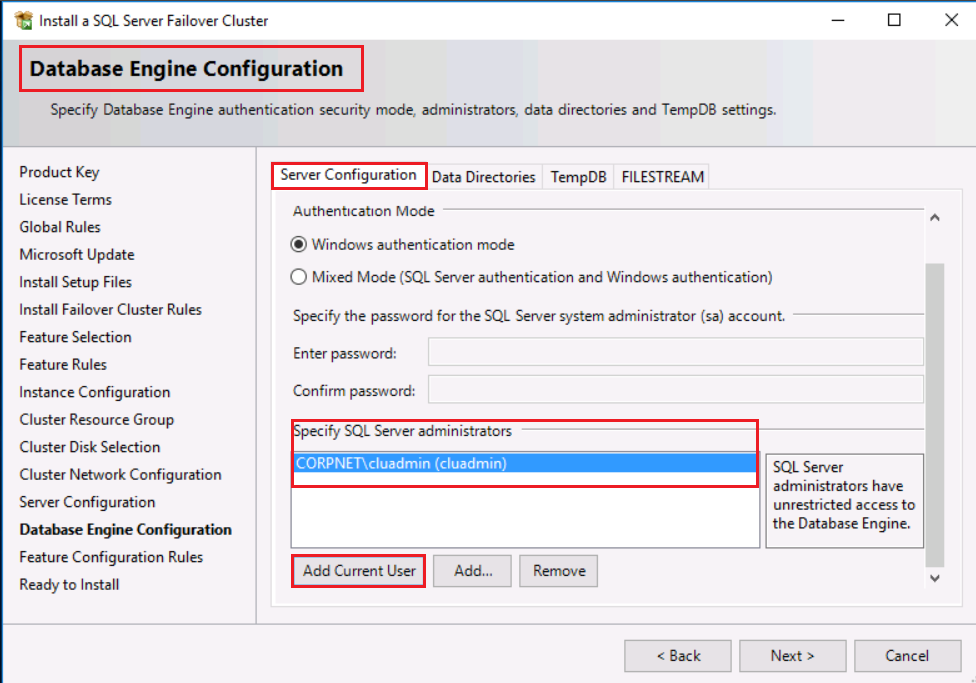 Install a SQL Server Failover Cluster
Database Engine Configuration
Specify Database Engine authentication security mode, administrators, data directories and TempDB settings.
Product Key
License Terms
Global Rules
Microsoft Update
Install Setup Files
Install Failover Cluster Rules
Feature Selection
Feature Rules
Instance Configuration
Cluster Resource Group
Cluster Disk Selection
Cluster Network Configuration
Server Configuration
Database Engine Configuration
Feature Configuration Rules
Ready to Install
Server Configuration Data Directories TempDB FILESTREAM
Authentication Mode
Windows authentication mode
Mixed Mode (SQL Server authentication and Windows authentication)
Specify the password for the SQL Server system administrator (sa) account.
Enter password:
Confirm password:
Specify SQL Server administrators
CORPNET\cluadmin (cluadmin)
SQL Server
administrators have
unrestricted access to
the Database Engine.
Add Current User Add... Remove
< Back Next > Cancel